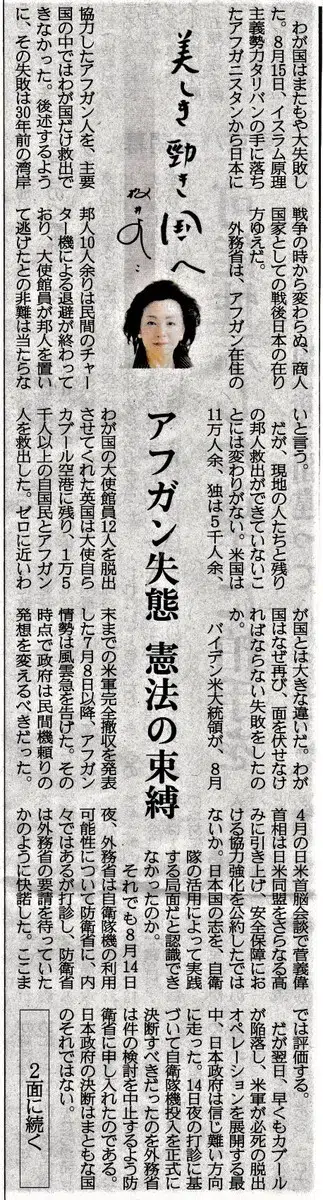 美しき勁き国へ
櫻井よしこ
アフガン失態 憲法の束縛
わが国はまたもや大失敗し
た。8月15日、イスラム原理
主義勢力タリバンの手に落ち
たアフガニスタンから日本に
協力したアフガン人を、主要
国の中ではわが国だけ救出で
きなかった。後述するよう
に、その失敗は30年前の湾岸
戦争の時から変わらぬ、商人
国家としての戦後日本の在り
方ゆえだ。
外務省は、アフガン在住の
邦人10人余りは民間のチャー
ター機による退避が終わって
おり、大使館員が邦人を置い
て逃げたとの非難は当たらな
いと言う。
だが、現地の人たちと残り
の邦人救出ができていないこ
とには変わりがない。米国は
11万人余、独は5千人余、
わが国の大使館員12人を脱出
させてくれた英国は大使自ら
カブール空港に残り、1万5
千人以上の自国民とアフガン
人を救出した。ゼロに近いわ
が国とは大きな違いだ。わが
国はなぜ再び、面を伏せなけ
ればならない失敗をしたの
か。
バイデン米大統領が、8月
末までの米軍完全撤収を発表
した7月8日以降、アフガン
情勢は風雲急を告げた。その
時点で政府は民間機頼りの
発想を変えるべきだった。
4月の日米首脳会談で菅義偉
首相は日米同盟をさらなる高
みに引き上げ、安全保障にお
ける協力強化を公約したでは
ないか。日本国の志を、自衛
隊の活用によって実践
する局面だと認識でき
なかったのか。
それでも8月14日
夜、外務省は自衛隊機の利用
可能性について防衛省に、内
々ではあるが打診し、防衛省
は外務省の要請を待っていた
かのように快諾した。ここま
では評価する。
だが翌日、早くもカブール
が陥落し、米軍が必死の脱出
オペレーションを展開する最
中、日本政府は信じ難い方向
に走った。14日夜の打診に基
づいて自衛隊機投入を正式に
決断すべきだったのを外務省
は件の検討を中止するよう防
衛省に申し入れたのである。
日本政府の決断はまともな国
のそれではない。
2面に続く